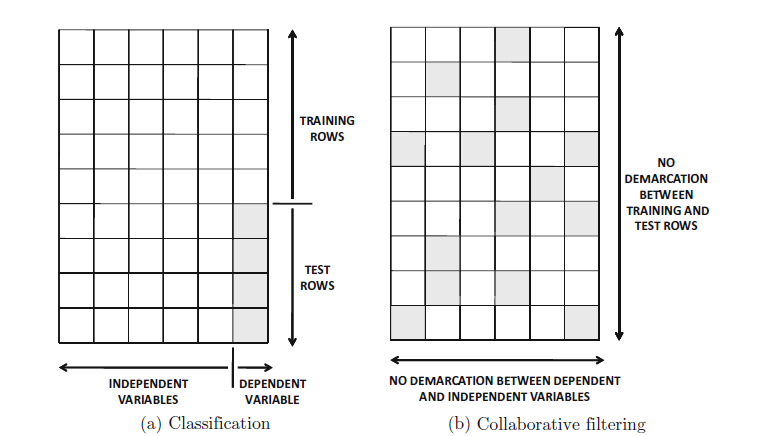 TRAINING
ROWS
TEST
ROWS
INDEPENDENT
VARIABLES
DEPENDENT
VARIABLE
(a) Classification
NO
DEMARCATION
BETWEEN
TRAINING AND
TEST ROWS
NO DEMARCATION BETWEEN DEPENDENT
AND INDEPENDENT VARIABLES
(b) Collaborative filtering